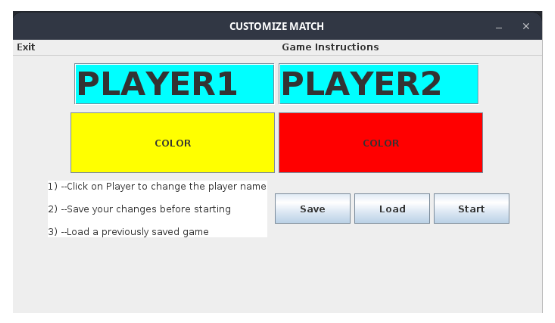 CUSTOMIZE MATCH
Exit Game Instructions
PLAYER1 PLAYER2
COLOR COLOR
1) --Click on Player to change the player name
2) --Save your changes before starting
3) --Load a previously saved game
Save Load Start